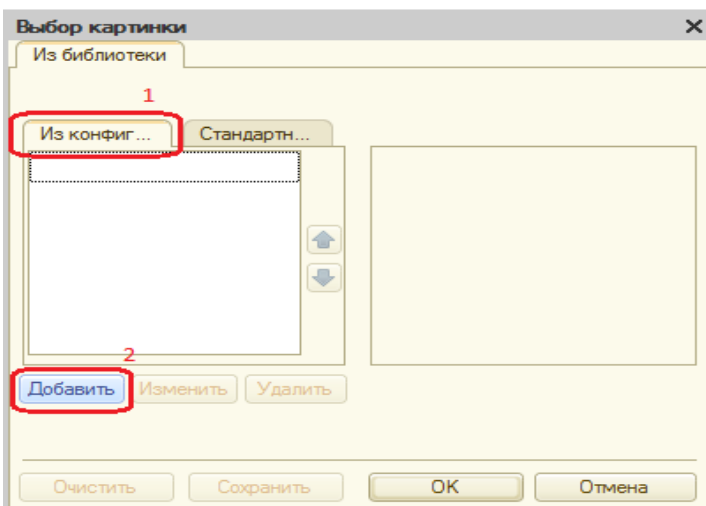 Выбор картинки
Из библиотеки
1
Из конфиг... Стандартн...
2
Добавить Изменить Удалить
Очистить Сохранить OK Отмена